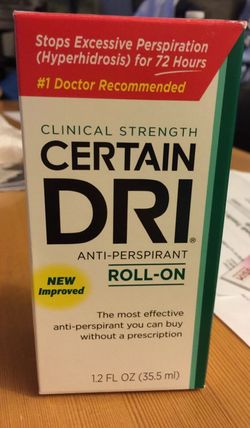 Stops Excessive Perspiration
(Hyperhidrosis) for 72 Hours
#1 Doctor Recommended
CLINICAL STRENGTH
CERTAIN
DRI®
ANTI-PERSPIRANT
ROLL-ON
NEW
Improved
The most effective
anti-perspirant you can buy
without a prescription
1.2 FL OZ (35.5 ml)